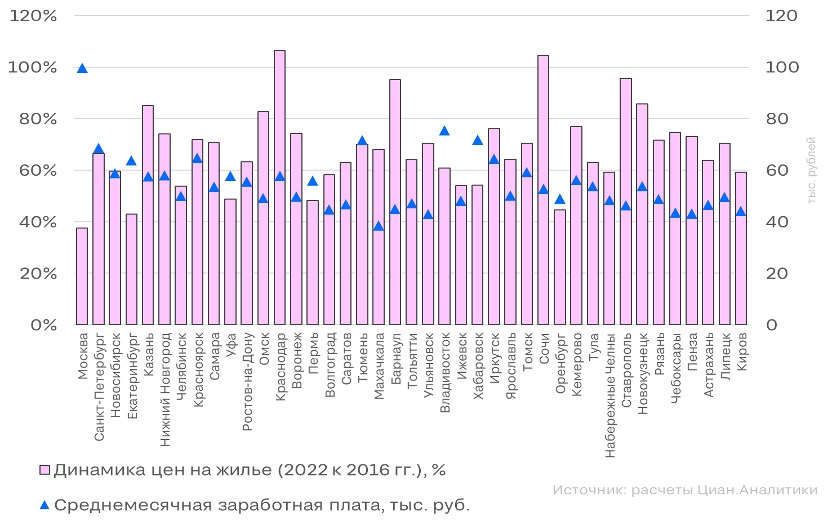 120%
100%
80%
60%
40%
20%
0%
120
100
80
60
40
20
0
тыс. рублей
Москва
Санкт-Петербург
Новосибирск
Екатеринбург
Казань
Нижний Новгород
Челябинск
Красноярск
Самара
Уфа
Ростов-на-Дону
Омск
Краснодар
Воронеж
Пермь
Волгоград
Саратов
Тюмень
Махачкала
Барнаул
Тольятти
Ульяновск
Владивосток
Ижевск
Хабаровск
Иркутск
Ярославль
Томск
Сочи
Оренбург
Кемерово
Тула
Набережные Челны
Ставрополь
Новокузнецк
Рязань
Чебоксары
Пенза
Астрахань
Липецк
Киров
Динамика цен на жилье (2022 к 2016 гг.), %
Среднемесячная заработная плата, тыс. руб.
Источник: расчеты Циан.Аналитики